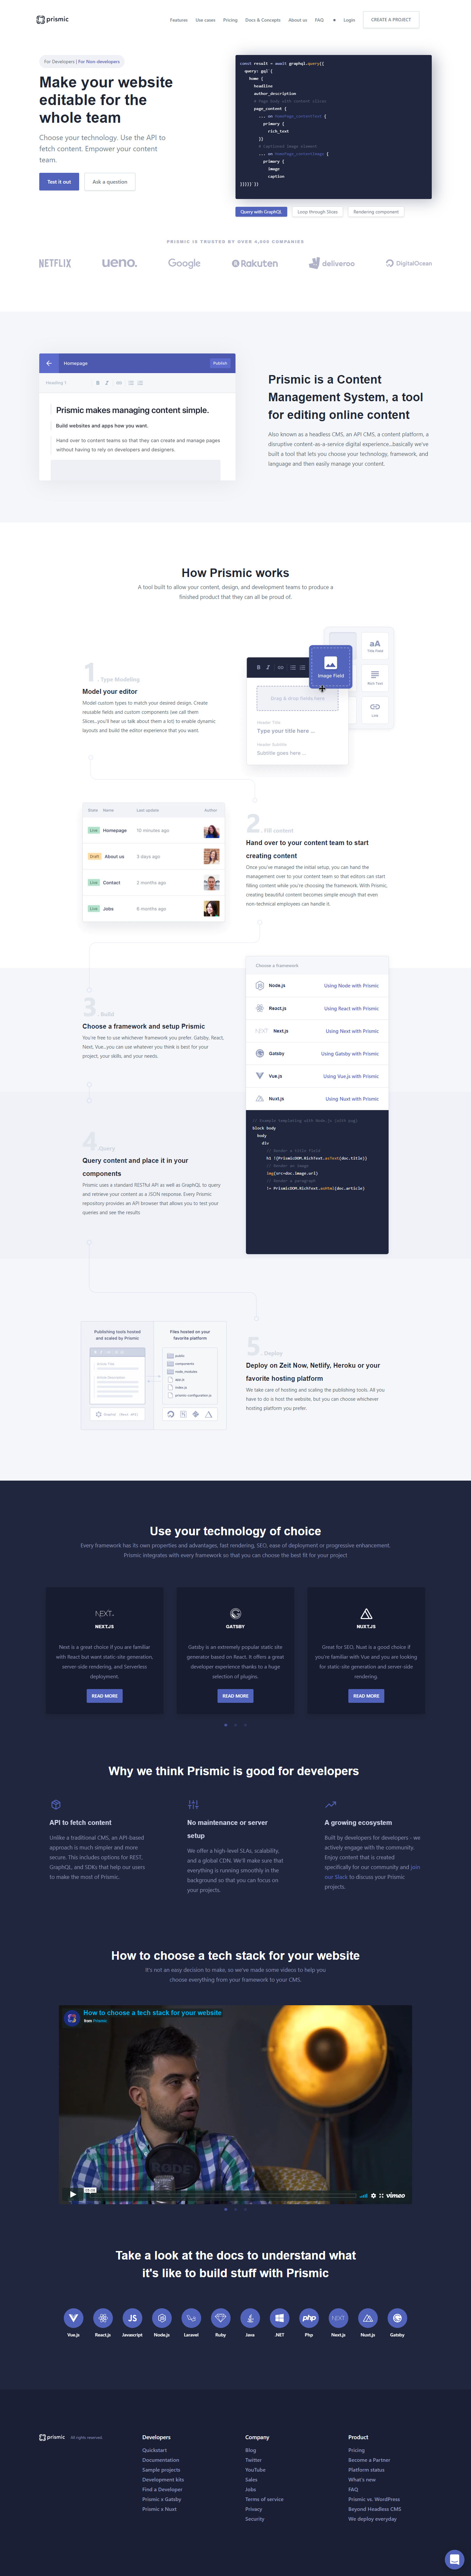 prismic
Features Use cases Pricing Docs & Concepts About us FAQ Login CREATE A PROJECT
For Developers | For Non-developers
Make your website
editable for the
whole team
Choose your technology. Use the API to
fetch content. Empower your content
team.
Test it out Ask a question
const result = await graphql.query({
query: gql`{
home {
headline
author_description
page_content {
primary {
rich_text
}}
primary {
image
caption
Query with GraphQL Loop through Slices Rendering component
PRISMIC IS TRUSTED BY OVER 4,000 COMPANIES
NETFLIX ueno. Google Rakuten deliveroo DigitalOcean
Homepage Publish
Heading 1 B I
Prismic makes managing content simple.
Build websites and apps how you want.
Hand over to content teams so that they can create and manage pages
without having to rely on developers and designers.
Prismic is a Content
Management System, a tool
for editing online content
Also known as a headless CMS, an API CMS, a content platform, a
disruptive content-as-a-service digital experience...basically we've
built a tool that lets you choose your technology, framework, and
language and then easily manage your content.
How Prismic works
A tool built to allow your content, design, and development teams to produce a
finished product that they can all be proud of.
1. Type Modeling
Model your editor
Model custom types to match your desired design. Create
reusable fields and custom components (we call them
Slices...you'll hear us talk about them a lot) to enable dynamic
layouts and build the editor experience that you want.
B I
Image Field
aA
Title Field
Rich Text
Link
Drag & drop fields here
Header Title
Type your title here ...
Header Subtitle
Subtitle goes here ...
State Name Last update Author
Live Homepage 10 minutes ago
Draft About us 3 days ago
Live Contact 2 months ago
Live Jobs 8 months ago
2. Fill content
Hand over to your content team to start
creating content
Once you've managed the initial setup, you can hand the
management over to your content team so that editors can start
filling content while you're choosing the framework. With Prismic,
creating beautiful content becomes simple enough that even
non-technical employees can handle it.
3. Build
Choose a framework and setup Prismic
You're free to use whichever framework you prefer. Gatsby, React,
Next, Vue...you can use whatever you think is best for your
project, your skills, and your needs.
Choose a framework
Node.js Using Node with Prismic
React.js Using React with Prismic
NEXT Next.js Using Next with Prismic
Gatsby Using Gatsby with Prismic
Vue.js Using Vue.js with Prismic
Nuxt.js Using Nuxt with Prismic
// Example templating with Node.js (with pug)
block body
body
div
// Render a title field
h1 !{PrismicDOM.RichText.asText(doc.title)}
// Render an image
img(src=doc.image.url)
// Render a paragraph
!= PrismicDOM.RichText.asHtml(doc.article)
4. Query
Query content and place it in your
components
Prismic uses a standard RESTful API as well as GraphQL to query
and retrieve your content as a JSON response. Every Prismic
repository provides an API browser that allows you to test your
queries and see the results.
Publishing tools hosted
and scaled by Prismic
Files hosted on your
favorite platform
public
components
node_modules
app.js
index.js
prismic-configuration.js
5. Deploy
Deploy on Zeit Now, Netlify, Heroku or your
favorite hosting platform
We take care of hosting and scaling the publishing tools. All you
have to do is host the website, but you can choose whichever
hosting platform you prefer.
Use your technology of choice
Every framework has its own properties and advantages, fast rendering, SEO, ease of deployment or progressive enhancement.
Prismic integrates with every framework so that you can choose the best fit for your project
NEXT
NEXT.JS
Next is a great choice if you are familiar
with React but want static-site generation,
server-side rendering, and Serverless
deployment.
READ MORE
GATSBY
Gatsby is an extremely popular static site
generator based on React. It offers a great
developer experience thanks to a huge
selection of plugins.
READ MORE
NUXT.JS
Great for SEO, Nuxt is a good choice if
you're familiar with Vue and you are looking
for static-site generation and server-side
rendering.
READ MORE
Why we think Prismic is good for developers
API to fetch content
Unlike a traditional CMS, an API-based
approach is much simpler and more
secure. This includes options for REST,
GraphQL, and SDKs that help our users
to make the most of Prismic.
No maintenance or server
setup
We offer high-level SLAs, scalability,
and a global CDN. We'll make sure that
everything is running smoothly in the
background so that you can focus on
your projects.
A growing ecosystem
Built by developers for developers - we
actively engage with the community.
Enjoy content that is created
specifically for our community and join
our Slack to discuss your Prismic
projects.
How to choose a tech stack for your website
It's not an easy decision to make, so we've made some videos to help you
choose everything from your framework to your CMS.
How to choose a tech stack for your website
from Prismic
RODE
vimeo
Take a look at the docs to understand what
it's like to build stuff with Prismic
JS php NEXT
Vue.js React.js Javascript Node.js Laravel Ruby Java .NET Php Next.js Nuxt.js Gatsby
prismic All rights reserved
Developers
Quickstart
Documentation
Sample projects
Development kits
Find a Developer
Prismic x Gatsby
Prismic x Nuxt
Company
Blog
Twitter
YouTube
Sales
Jobs
Terms of service
Privacy
Security
Product
Pricing
Become a Partner
Platform status
What's new
FAQ
Prismic vs. WordPress
Beyond Headless CMS
We deploy everyday